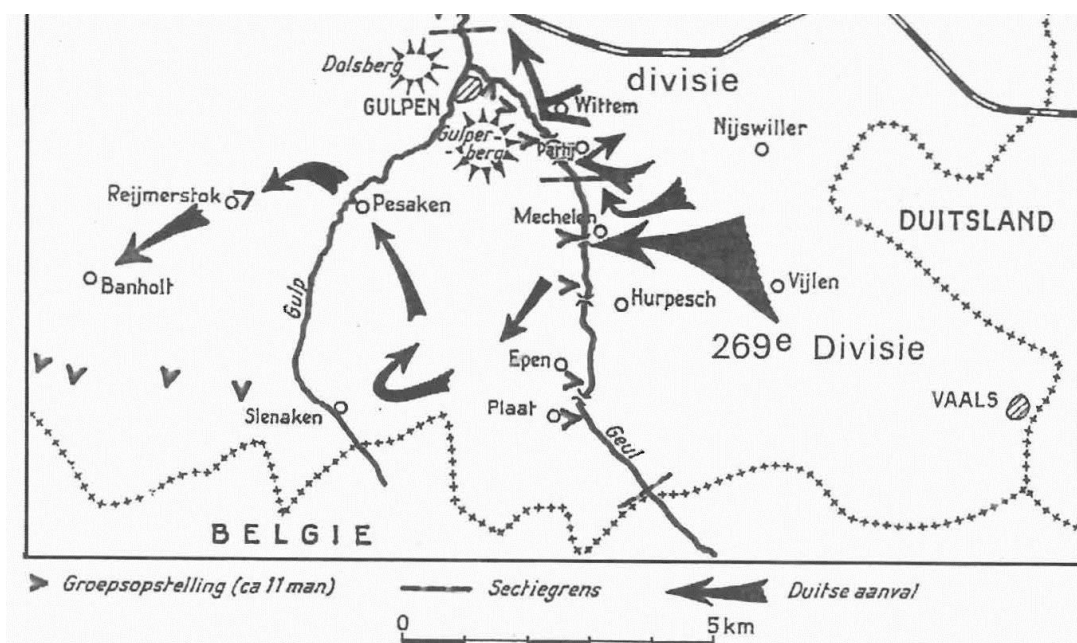 Dolsberg
divisie
GULPEN
Wittem
Gulper-
berg
Partij
Nijswiller
Reijmerstok
Pesaken
Mechelen
DUITSLAND
Banholt
Gulp
Hurpesch
Vijlen
269e Divisie
Epen
VAALS
Slenaken
Plaat
Geul
BELGIE
Groepsopstelling (ca 11 man)
Sectiegrens
Duitse aanval
0
5 km